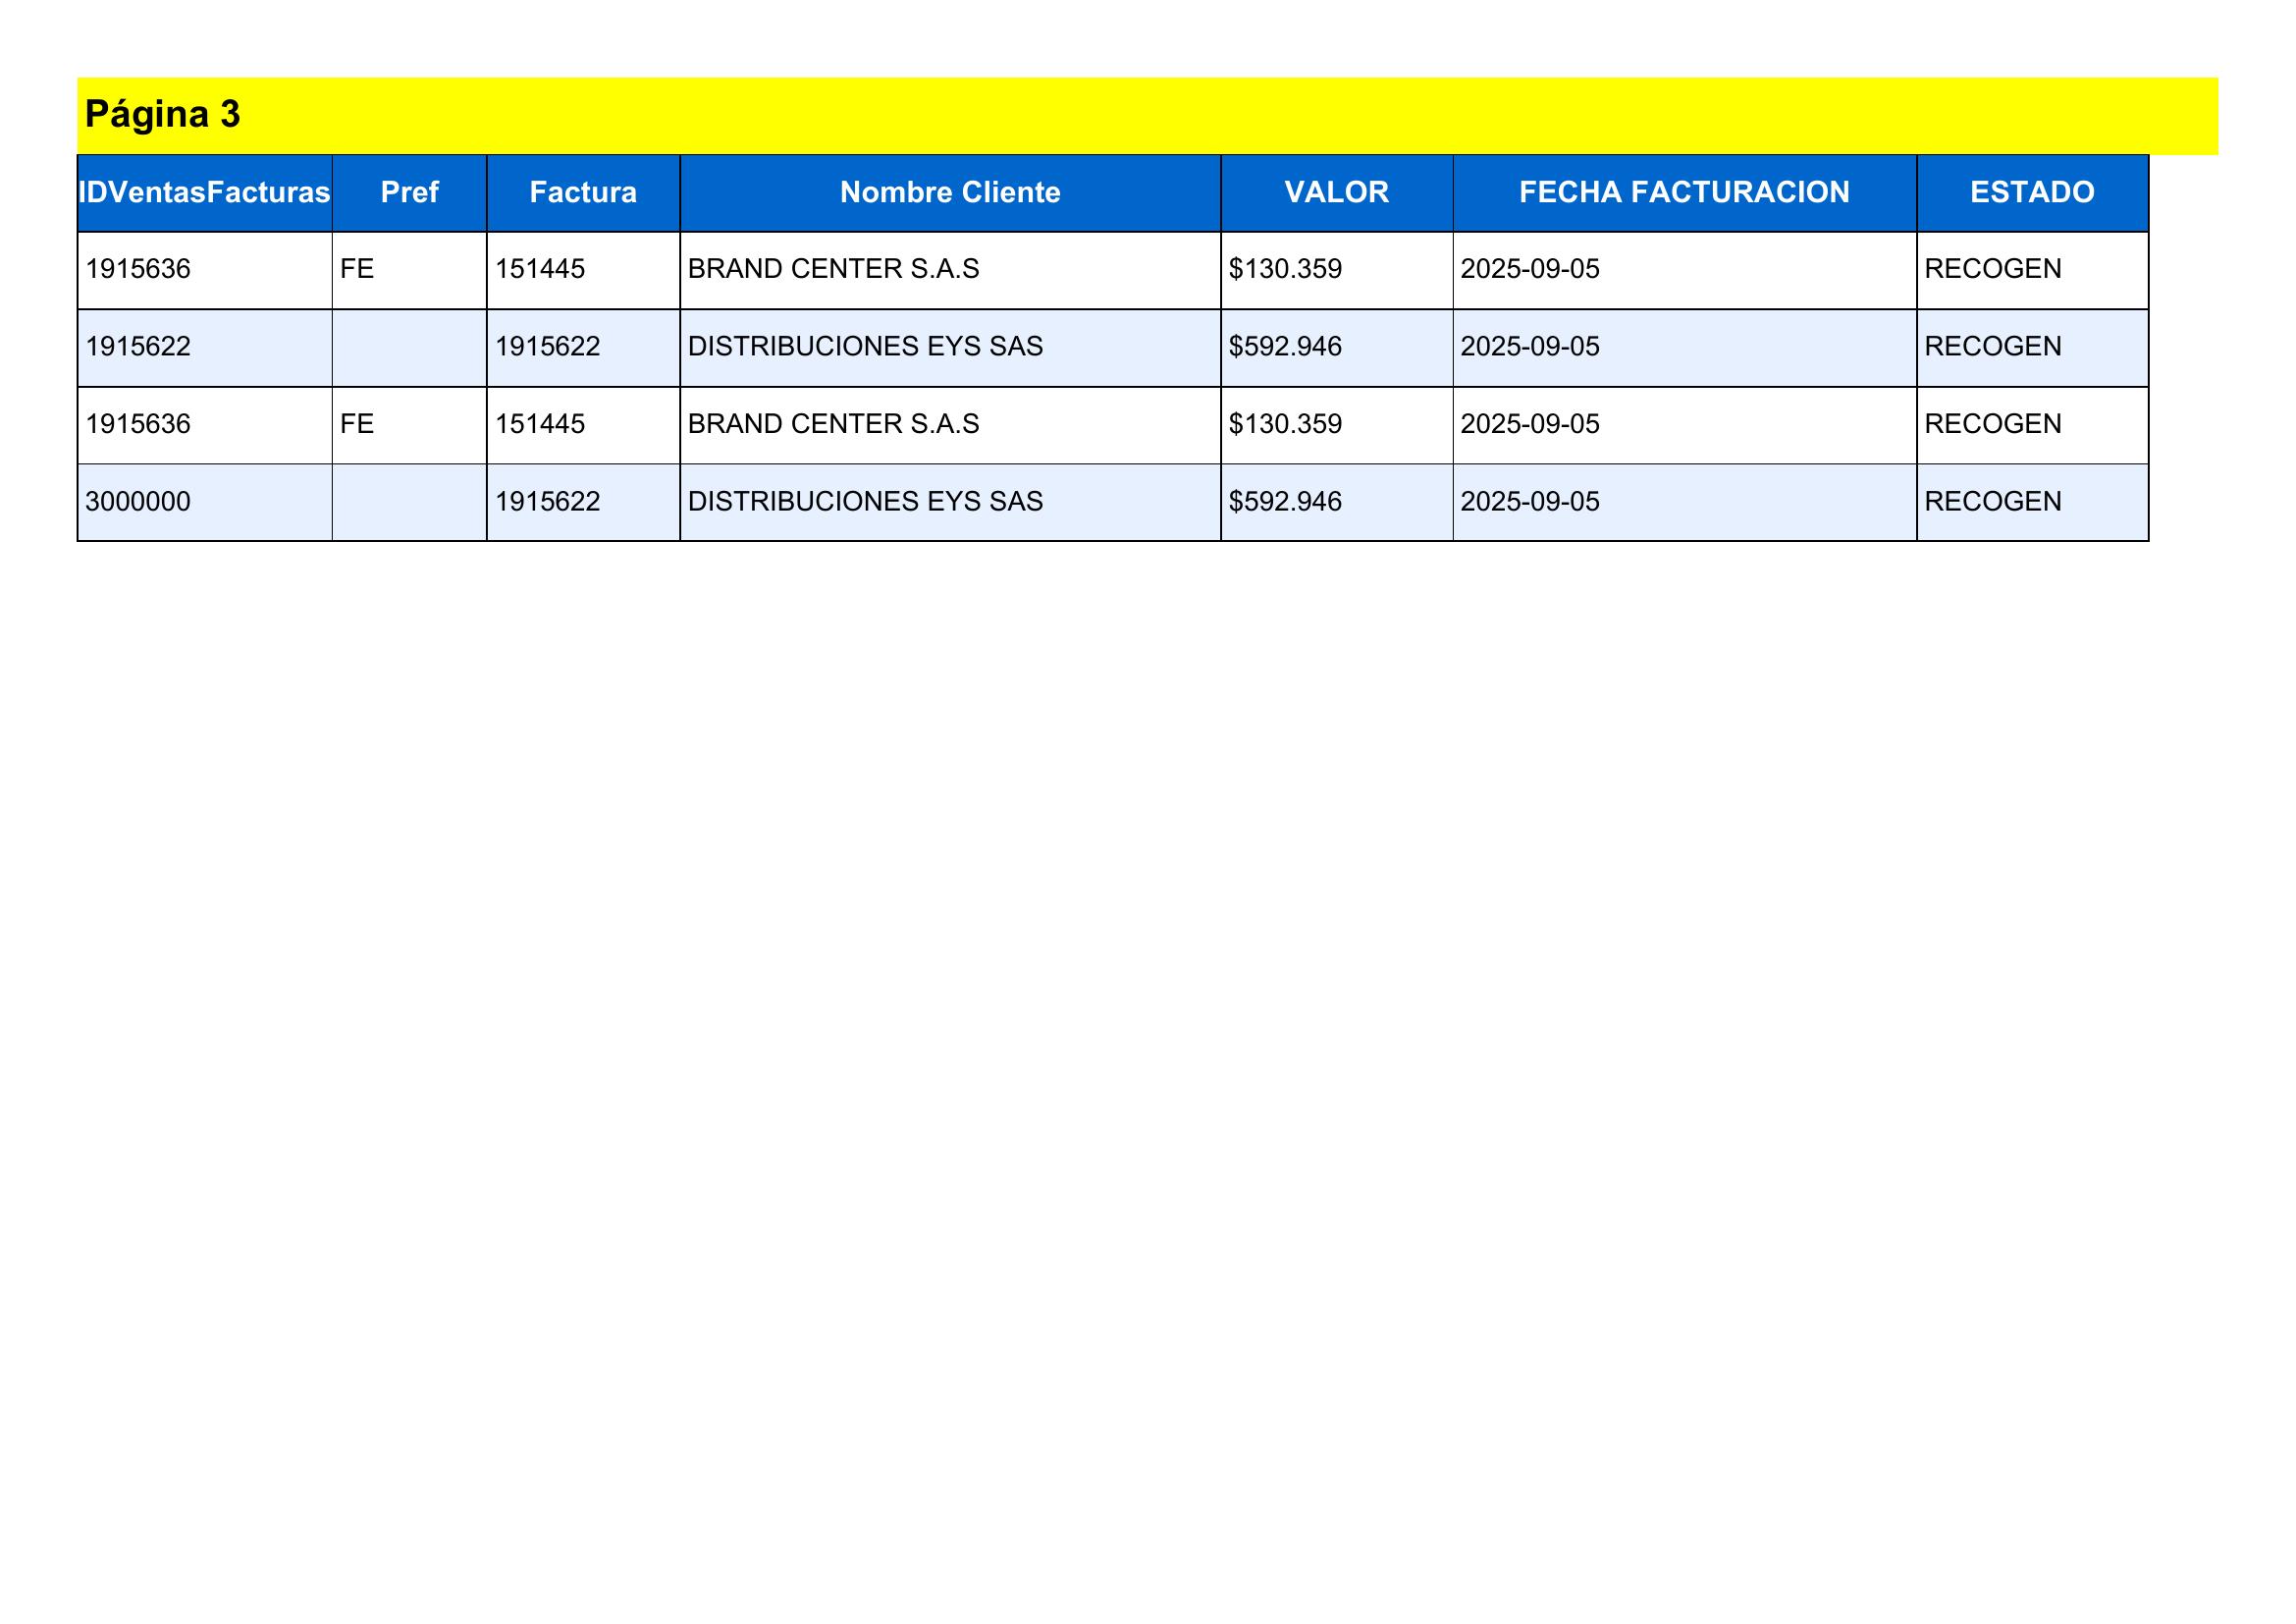 Página 3
IDVentasFacturas Pref Factura Nombre Cliente VALOR FECHA FACTURACION ESTADO
1915636 FE 151445 BRAND CENTER S.A.S $130.359 2025-09-05 RECOGEN
1915622 1915622 DISTRIBUCIONES EYS SAS $592.946 2025-09-05 RECOGEN
1915636 FE 151445 BRAND CENTER S.A.S $130.359 2025-09-05 RECOGEN
3000000 1915622 DISTRIBUCIONES EYS SAS $592.946 2025-09-05 RECOGEN